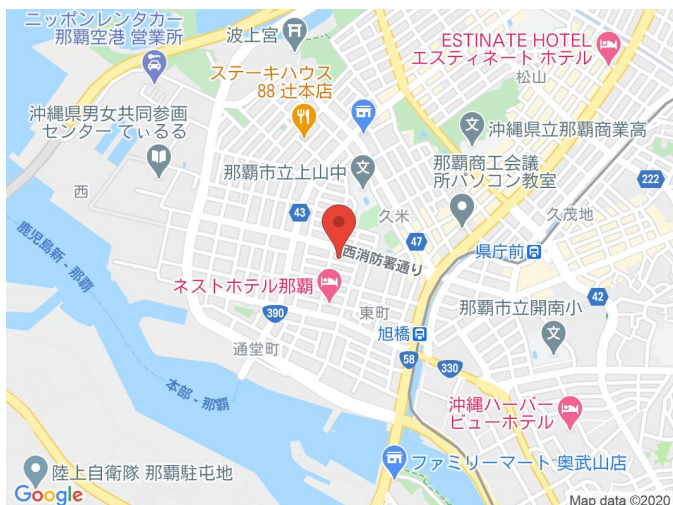 ニッポンレンタカー
那覇空港 営業所
波上宮
ESTINATE HOTEL
エスティネート ホテル
松山
ステーキハウス
88 辻本店
沖縄県男女共同参画
センター てぃるる
沖縄県立那覇商業高
那覇市立上山中
那覇商工会議
所パソコン教室
222
西
43
久米
久茂地
47
鹿児島新 - 那覇
西消防署通り
県庁前
ネストホテル那覇
42
那覇市立開南小
390
東町
旭橋
通堂町
58
330
本部 - 那覇
沖縄ハーバー
ビューホテル
ファミリーマート 奥武山店
陸上自衛隊 那覇駐屯地
Google
Map data ©2020